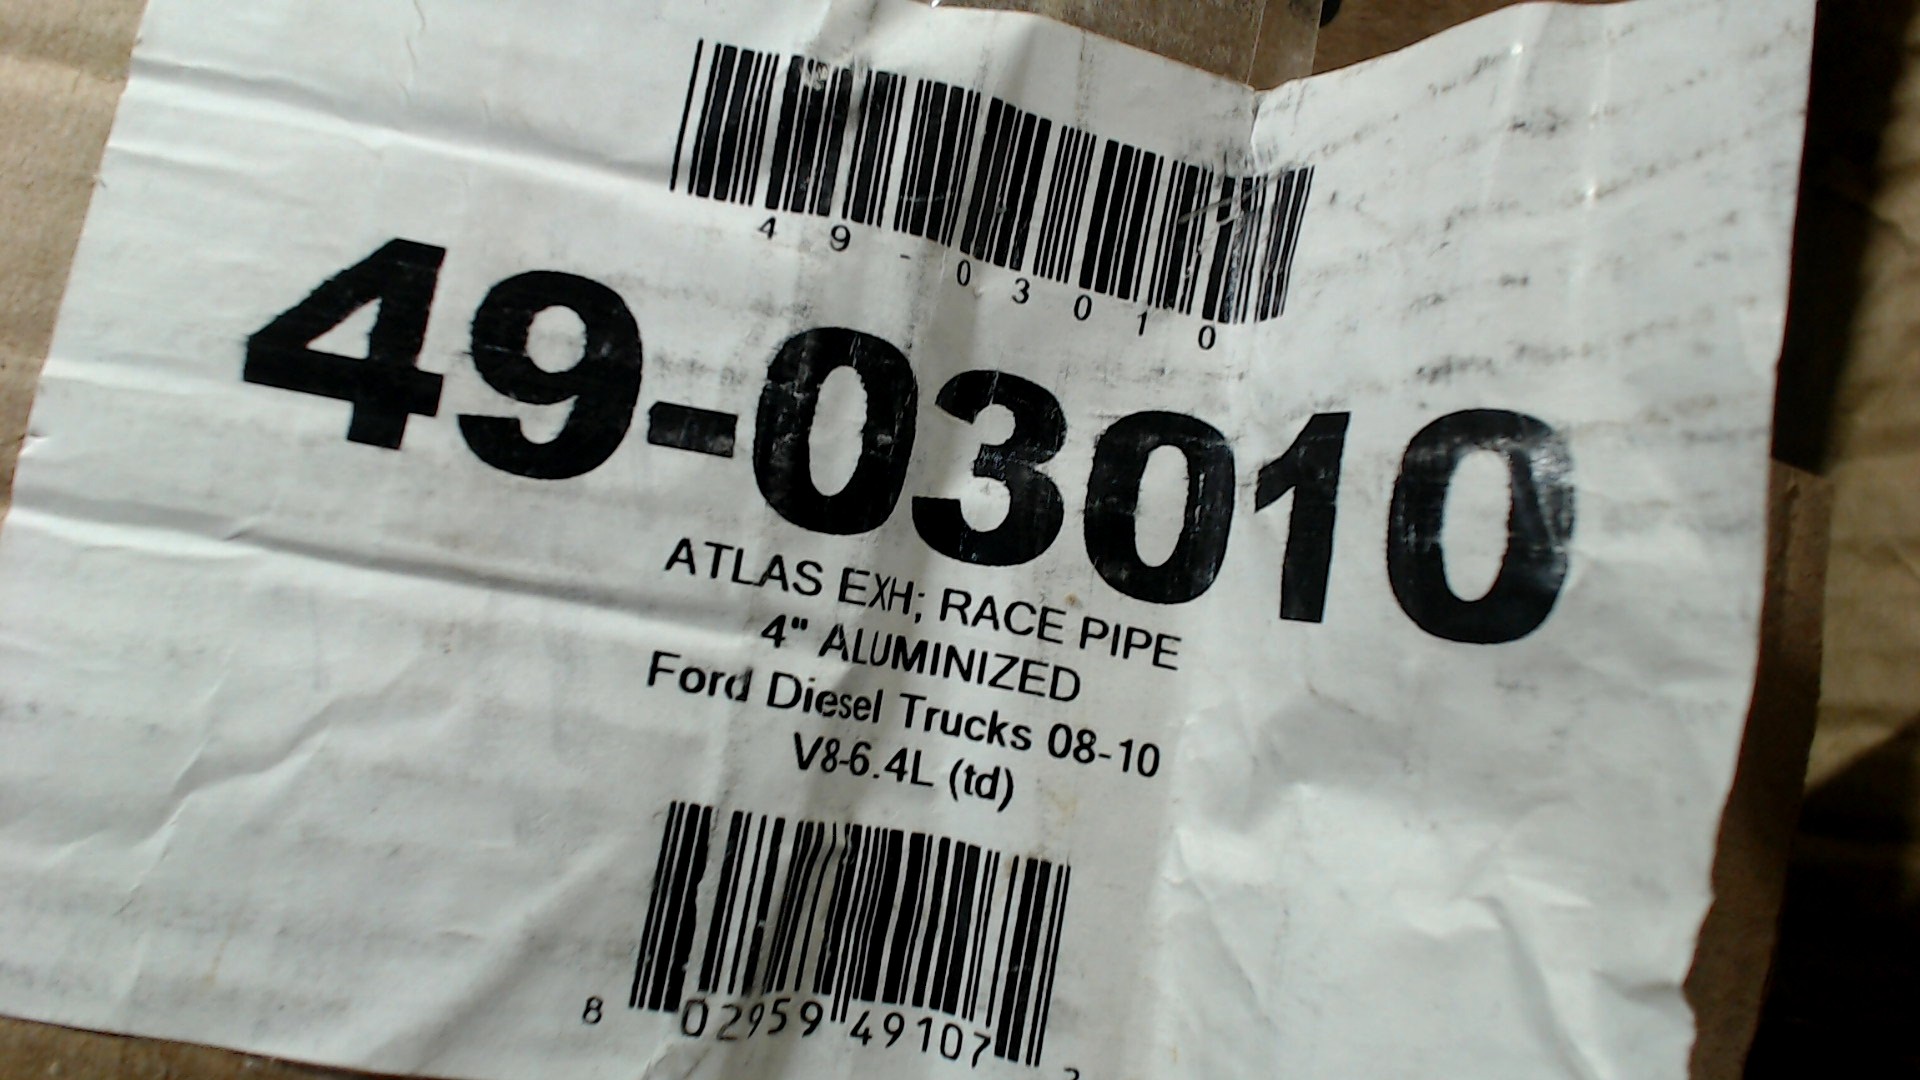 49-03010
49-03010
ATLAS EXH; RACE PIPE
4" ALUMINIZED
Ford Diesel Trucks 08-10
V8-6.4L (td)
8 02959 49107